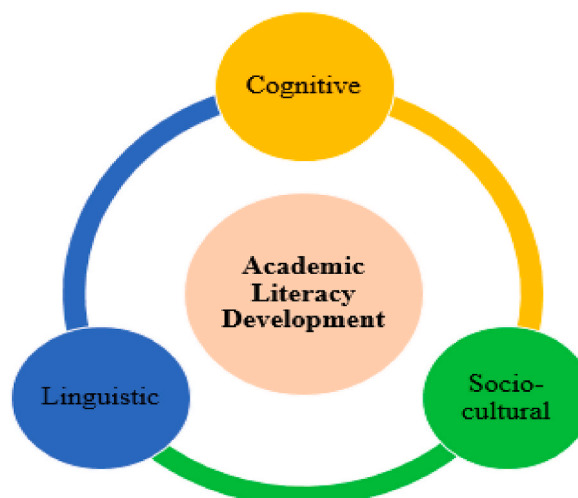 Cognitive
Academic
Literacy
Development
Linguistic
Socio-
cultural